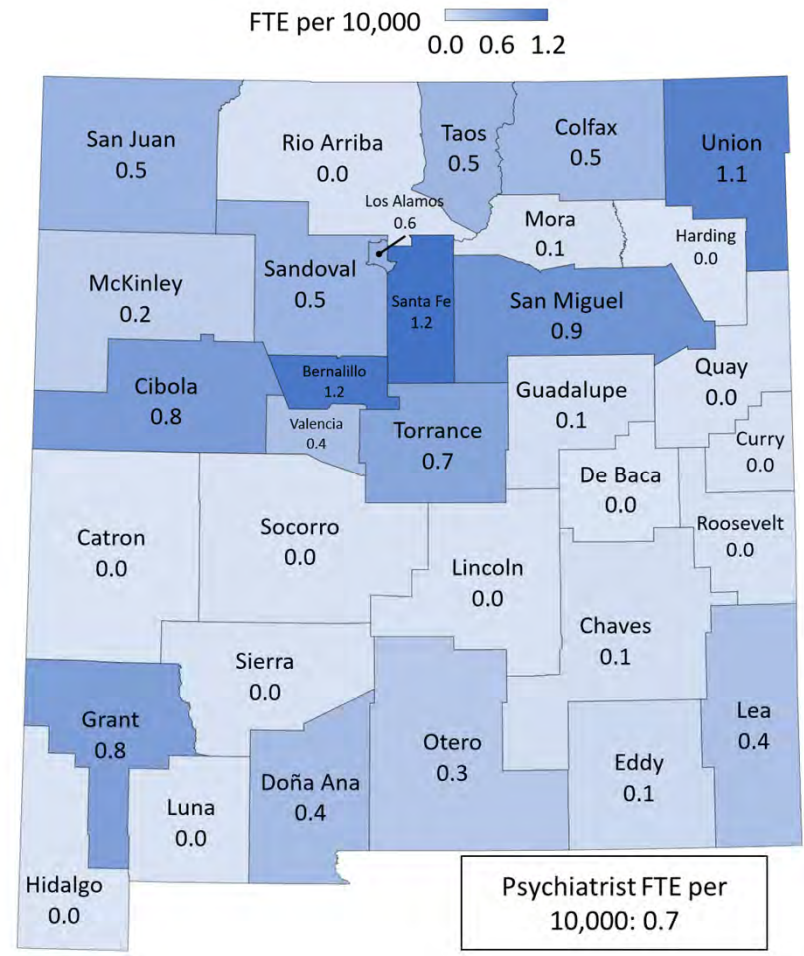 FTE per 10,000
0.0 0.6 1.2
San Juan
0.5
Rio Arriba
0.0
Taos
0.5
Colfax
0.5
Union
1.1
Los Alamos
0.6
Mora
0.1
Harding
0.0
McKinley
0.2
Sandoval
0.5
Santa Fe
1.2
San Miguel
0.9
Cibola
0.8
Bernalillo
1.2
Valencia
0.4
Torrance
0.7
Guadalupe
0.1
Quay
0.0
Curry
0.0
De Baca
0.0
Roosevelt
0.0
Catron
0.0
Socorro
0.0
Lincoln
0.0
Chaves
0.1
Sierra
0.0
Grant
0.8
Luna
0.0
Doña Ana
0.4
Otero
0.3
Eddy
0.1
Lea
0.4
Hidalgo
0.0
Psychiatrist FTE per
10,000: 0.7